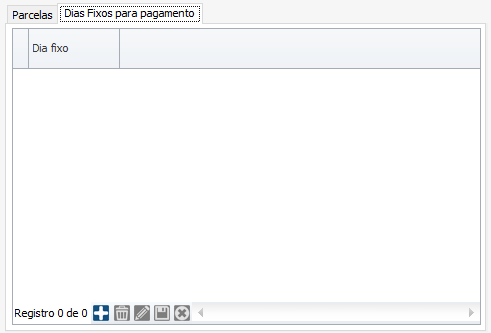 Parcelas
Dias Fixos para pagamento
Dia fixo
Registro 0 de 0